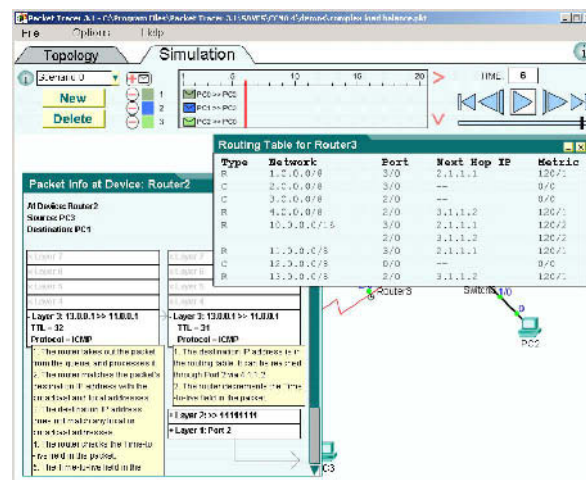 Packet Tracer 3.1 - C:\Program Files\Packet Tracer 3.1\SAVES\CCNA 4\demos\complex load balance.pkt
File Options Help
Topology Simulation
Scenario 0
New
Delete
1 5 10 15 20
TIME: 6
1 PC0 >> PC3
2 PC1 >> PC3
3 PC2 >> PC0
Routing Table for Router3
Type Network Port Next Hop IP Metric
R 1.0.0.0/8 3/0 2.1.1.1 120/1
C 2.0.0.0/8 3/0 -- 0/0
C 3.0.0.0/8 2/0 -- 0/0
R 4.0.0.0/8 2/0 3.1.1.2 120/1
R 10.0.0.0/16 3/0 2.1.1.1 120/2
2/0 3.1.1.2 120/2
R 11.0.0.0/8 3/0 2.1.1.1 120/1
C 12.0.0.0/8 0/0 -- 0/0
R 13.0.0.0/8 2/0 3.1.1.2 120/1
Packet Info at Device: Router2
At Device: Router2
Source: PC3
Destination: PC1
Layer 7
Layer 6
Layer 5
Layer 4
- Layer 3: 13.0.0.1 >> 11.0.0.1
TTL = 32
Protocol = ICMP
1. The router takes out the packet
from the queue, and processes it.
2. The router matches the packet's
destination IP address with the
broadcast and local addresses.
3. The destination IP address
does not match any local or
broadcast addresses.
4. The router checks the Time-to
-live field in the packet.
5. The Time-to-live field in the
Layer 7
- Layer 3: 13.0.0.1 >> 11.0.0.1
TTL = 31
Protocol = ICMP
1. The destination IP address is in
the routing table. It can be reached
through Port 2 via 4.1.1.2.
2. The router decrements the Time
-to-live field in the packet.
+ Layer 2: >> 11111111
+ Layer 1: Port 2
Router3
1/0
0
PC2
C3